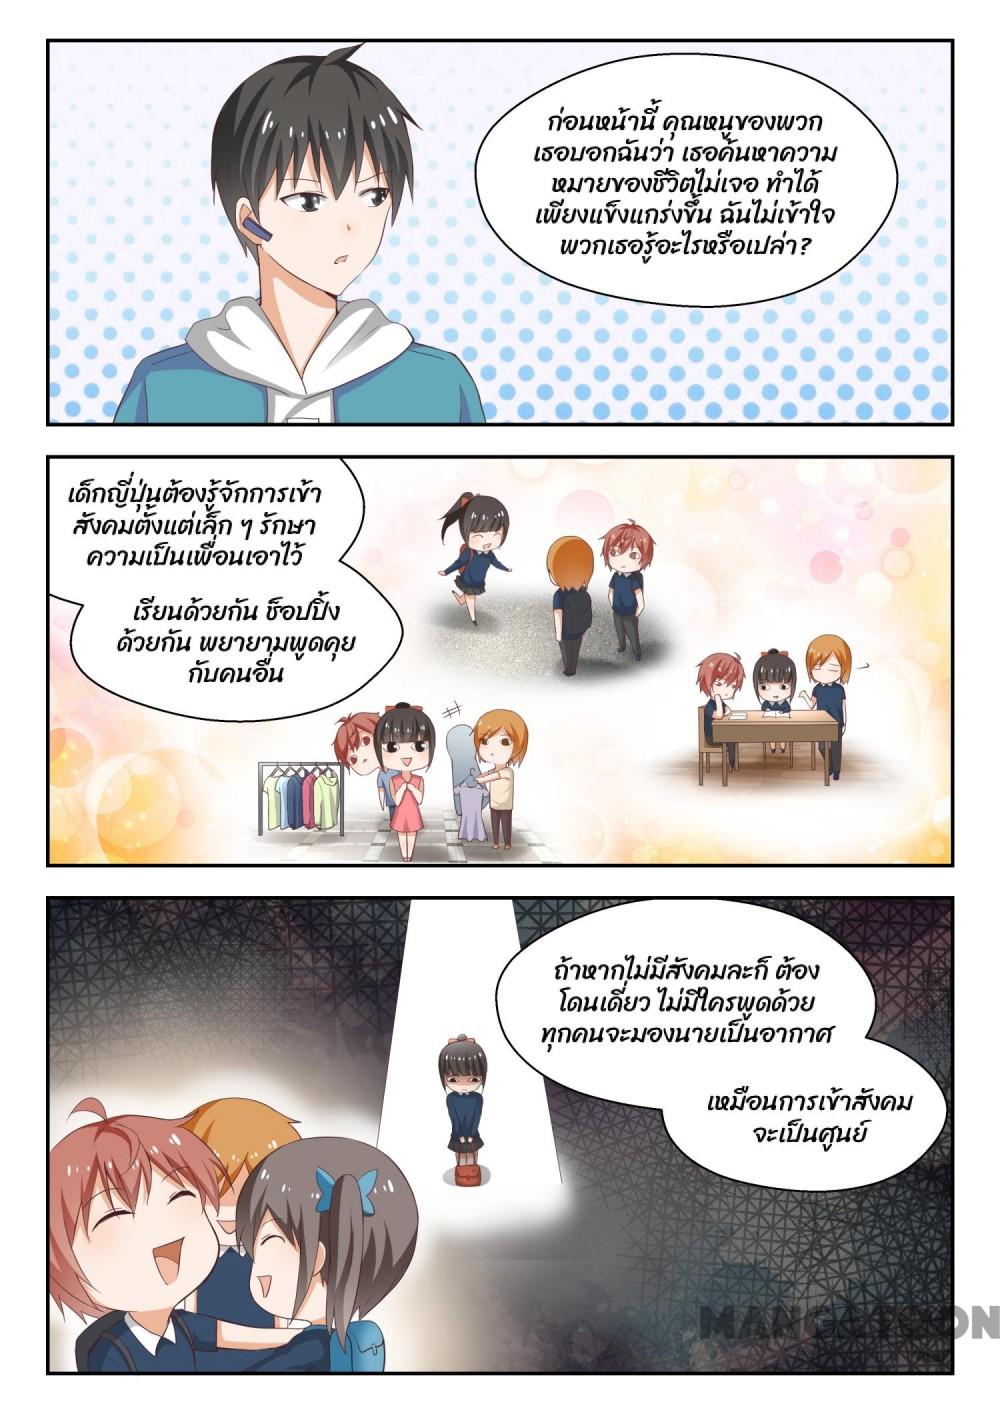 ก่อนหน้านี้ คุณหนูของพวก
เธอบอกฉันว่า เธอค้นหาความ
หมายของชีวิตไม่เจอ ทำได้
เพียงแข็งแกร่งขึ้น ฉันไม่เข้าใจ
พวกเธอรู้อะไรหรือเปล่า?
เด็กญี่ปุ่นต้องรู้จักการเข้า
สังคมตั้งแต่เล็ก ๆ รักษา
ความเป็นเพื่อนเอาไว้
เรียนด้วยกัน ช็อปปิ้ง
ด้วยกัน พยายามพูดคุย
กับคนอื่น
ถ้าหากไม่มีสังคมละก็ ต้อง
โดนเดี่ยว ไม่มีใครพูดด้วย
ทุกคนจะมองนายเป็นอากาศ
เหมือนการเข้าสังคม
จะเป็นศูนย์
MANGATOON